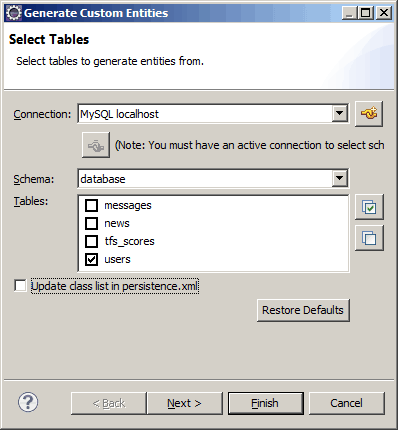 Generate Custom Entities
Select Tables
Select tables to generate entities from.
Connection: MySQL localhost
(Note: You must have an active connection to select sch
Schema: database
Tables: messages
news
tfs_scores
users
Update class list in persistence.xml
Restore Defaults
? < Back Next > Finish Cancel